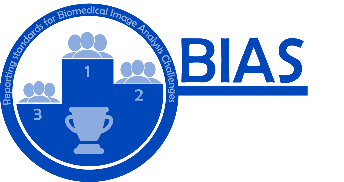 Reporting standards for Biomedical Image Analysis Challenges
BIAS
1
2
3